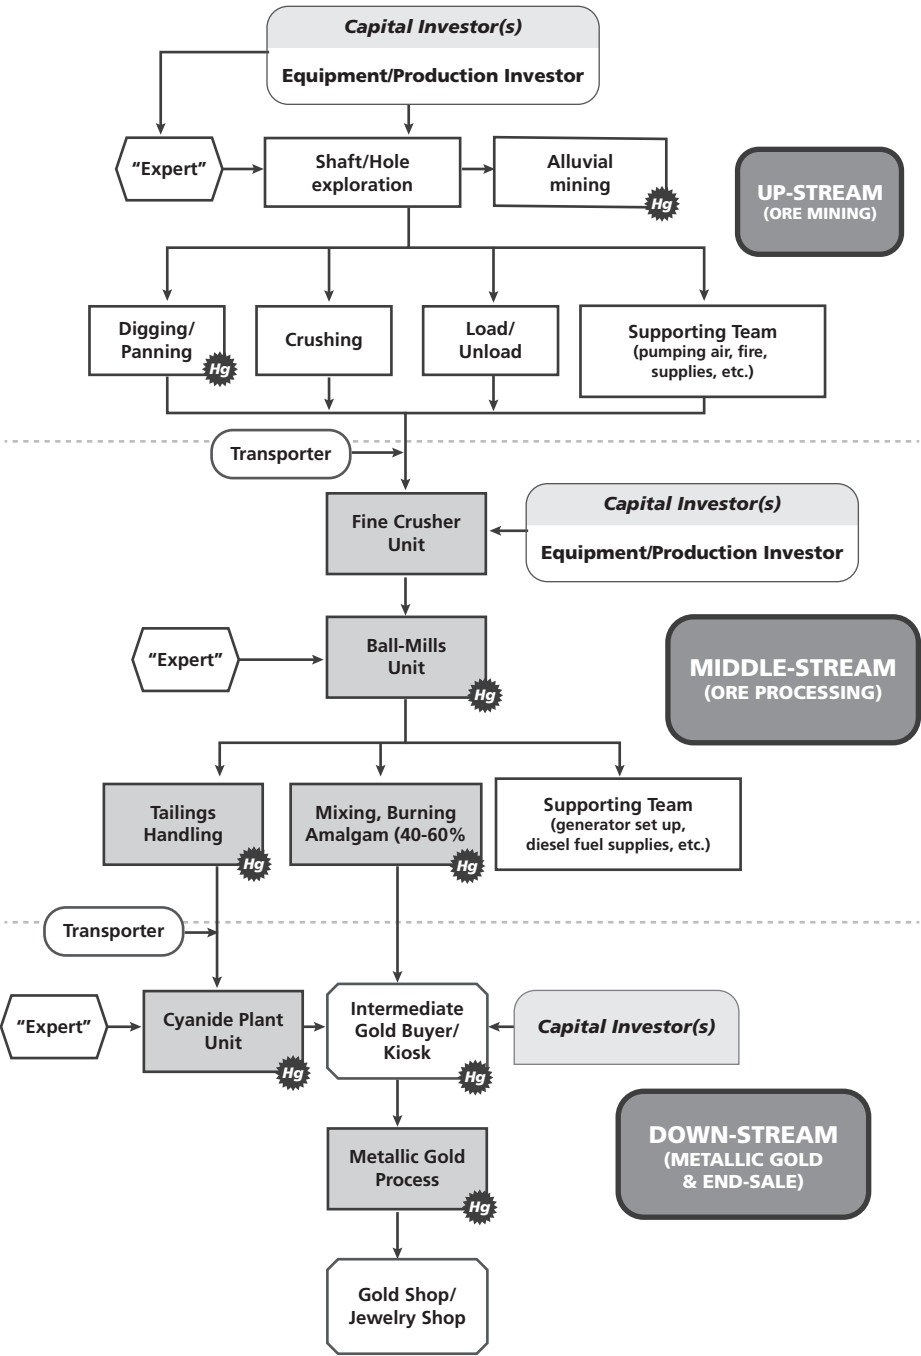 Capital Investor(s)
Equipment/Production Investor
“Expert”
Shaft/Hole
exploration
Alluvial
mining
Hg
UP-STREAM
(ORE MINING)
Digging/
Panning
Hg
Crushing
Load/
Unload
Supporting Team
(pumping air, fire,
supplies, etc.)
Transporter
Fine Crusher
Unit
Capital Investor(s)
Equipment/Production Investor
“Expert”
Ball-Mills
Unit
Hg
MIDDLE-STREAM
(ORE PROCESSING)
Tailings
Handling
Hg
Mixing, Burning
Amalgam (40-60%
Hg
Supporting Team
(generator set up,
diesel fuel supplies, etc.)
Transporter
“Expert”
Cyanide Plant
Unit
Hg
Intermediate
Gold Buyer/
Kiosk
Hg
Capital Investor(s)
DOWN-STREAM
(METALLIC GOLD
& END-SALE)
Metallic Gold
Process
Hg
Gold Shop/
Jewelry Shop